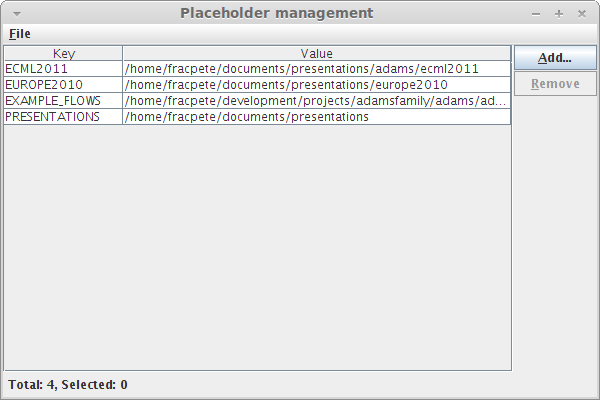 Placeholder management
File
Key Value
ECML2011 /home/fracpete/documents/presentations/adams/ecml2011
EUROPE2010 /home/fracpete/documents/presentations/europe2010
EXAMPLE_FLOWS /home/fracpete/development/projects/adamsfamily/adams/ad...
PRESENTATIONS /home/fracpete/documents/presentations
Add...
Remove
Total: 4, Selected: 0